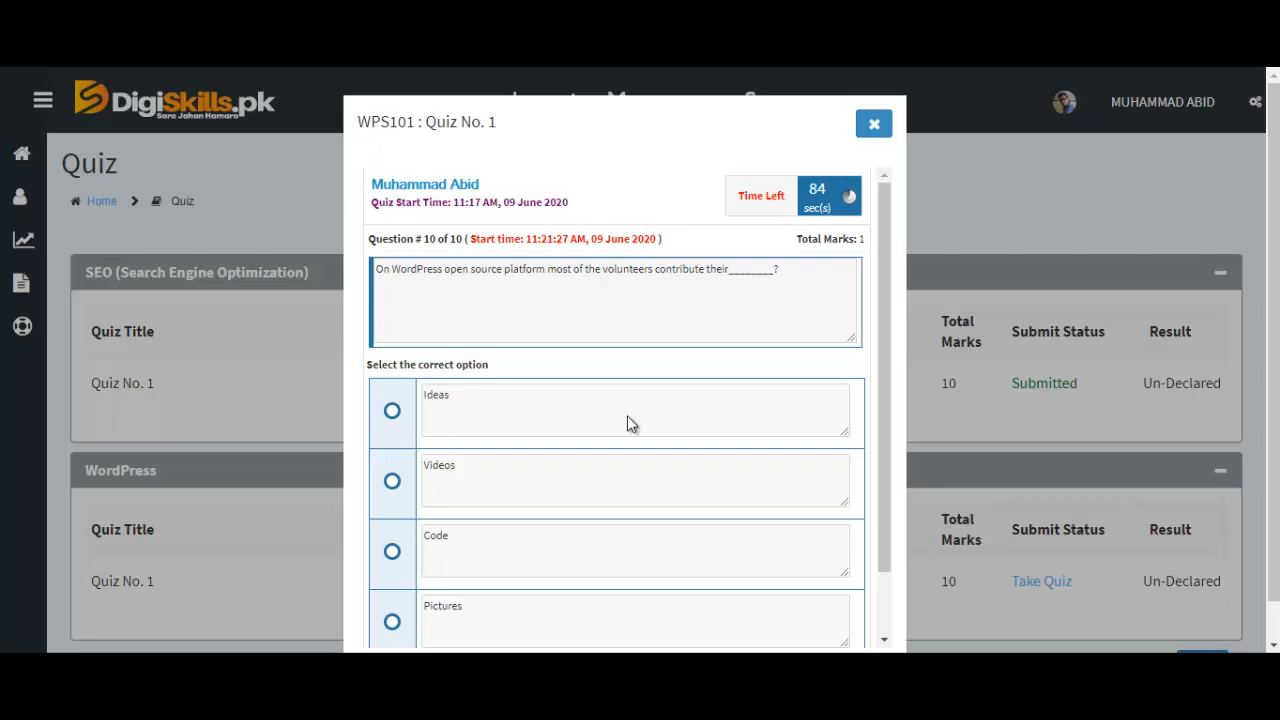 DigiSkills.pk
Sara Jahan Hamara
MUHAMMAD ABID
WPS101 : Quiz No. 1
Quiz
Home
Quiz
Muhammad Abid
Quiz Start Time: 11:17 AM, 09 June 2020
Time Left
84
sec(s)
Question # 10 of 10 ( Start time: 11:21:27 AM, 09 June 2020 )
Total Marks: 1
On WordPress open source platform most of the volunteers contribute their________?
Select the correct option
Ideas
Videos
Code
Pictures
SEO (Search Engine Optimization)
Quiz Title
Total Marks
Submit Status
Result
Quiz No. 1
10
Submitted
Un-Declared
WordPress
Quiz Title
Total Marks
Submit Status
Result
Quiz No. 1
10
Take Quiz
Un-Declared